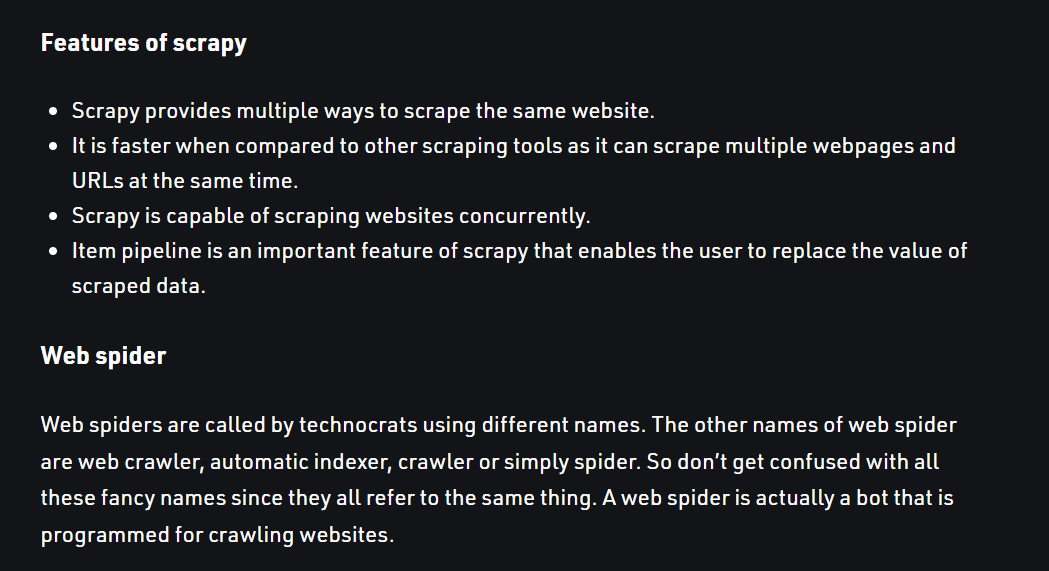 Features of scrapy
• Scrapy provides multiple ways to scrape the same website.
• It is faster when compared to other scraping tools as it can scrape multiple webpages and
URLs at the same time.
• Scrapy is capable of scraping websites concurrently.
• Item pipeline is an important feature of scrapy that enables the user to replace the value of
scraped data.
Web spider
Web spiders are called by technocrats using different names. The other names of web spider
are web crawler, automatic indexer, crawler or simply spider. So don’t get confused with all
these fancy names since they all refer to the same thing. A web spider is actually a bot that is
programmed for crawling websites.